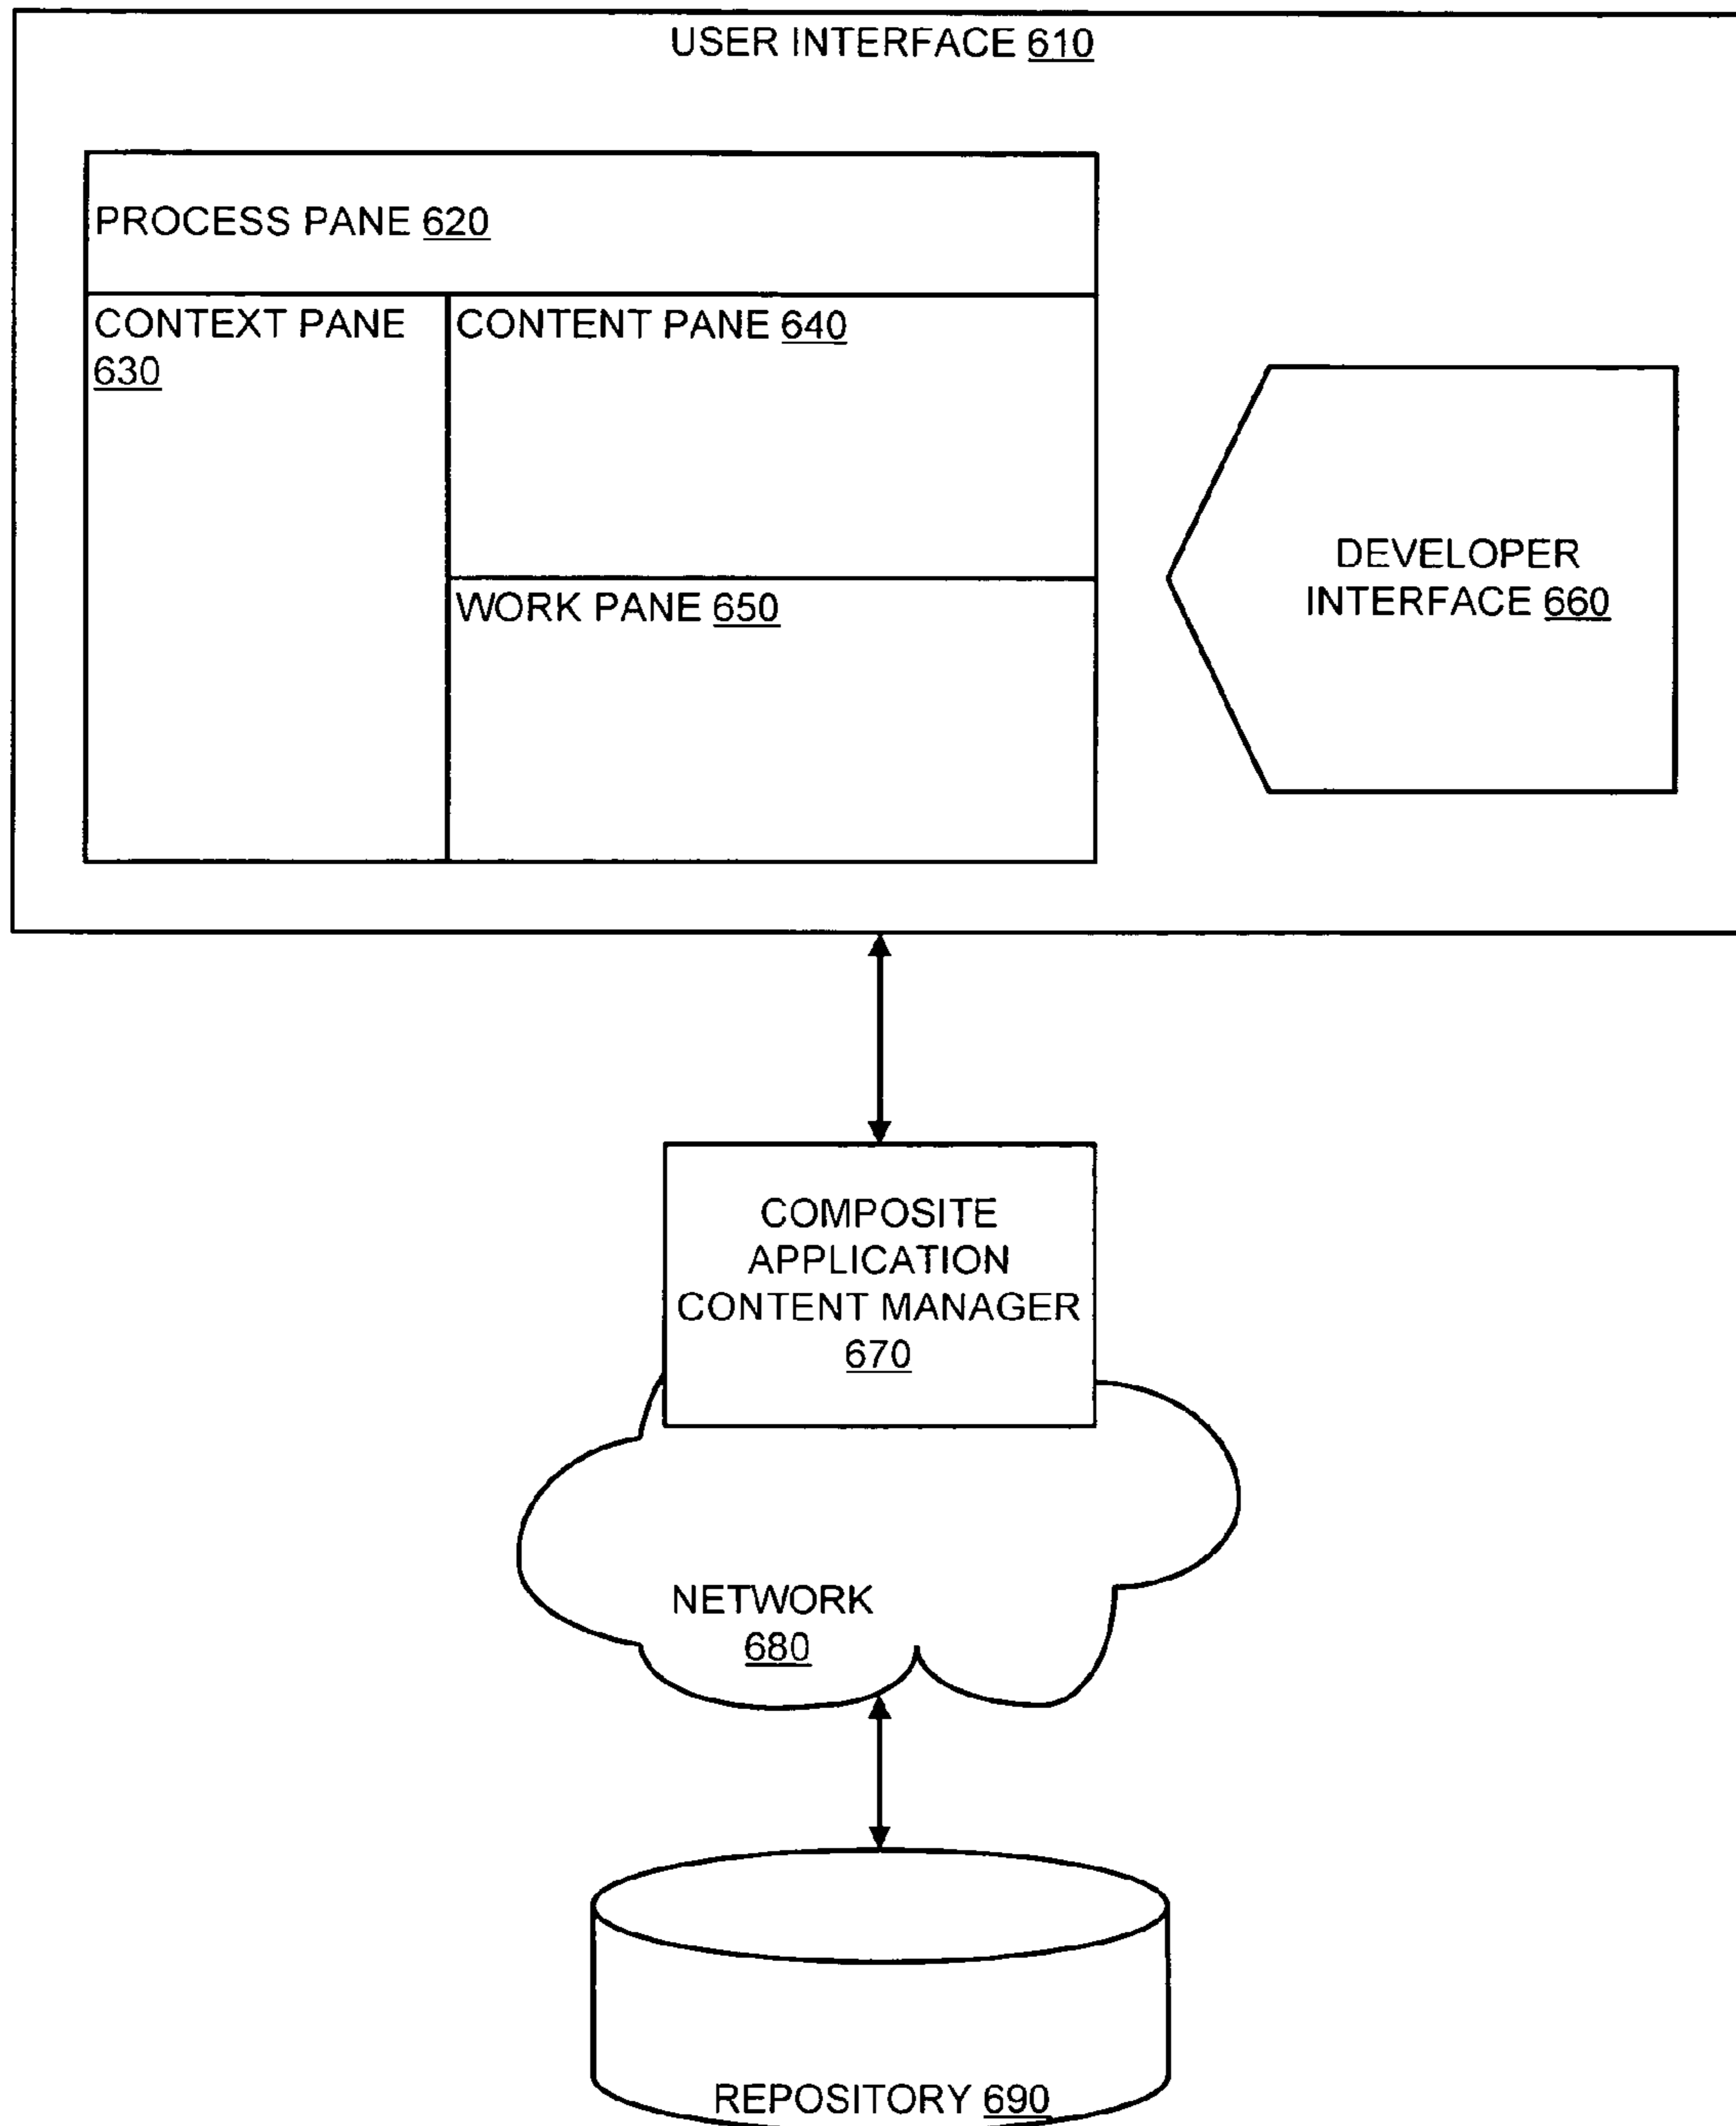 USER INTERFACE 610
PROCESS PANE 620
CONTEXT PANE
630
CONTENT PANE 640
WORK PANE 650
DEVELOPER
INTERFACE 660
COMPOSITE
APPLICATION
CONTENT MANAGER
670
NETWORK
680
REPOSITORY 690